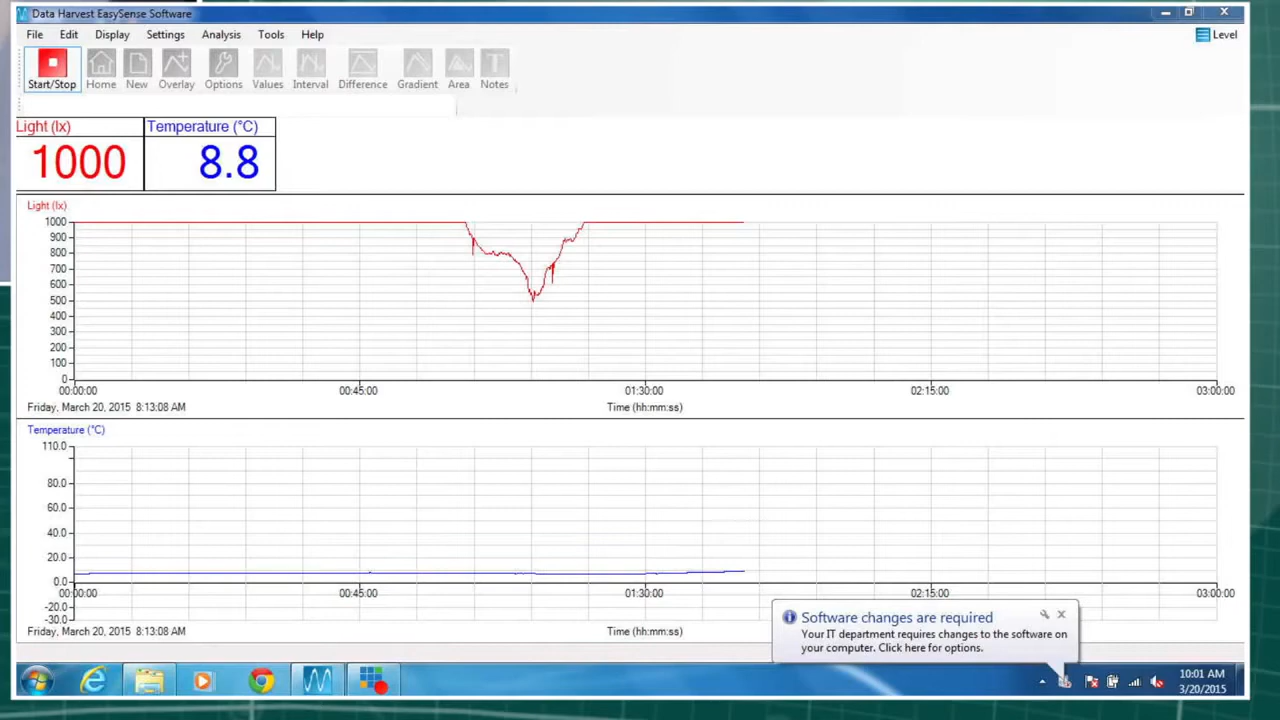 Data Harvest EasySense Software
File Edit Display Settings Analysis Tools Help
Level
Start/Stop Home New Overlay Options Values Interval Difference Gradient Area Notes
Light (lx) Temperature (°C)
1000 8.8
Light (lx)
1000
900
800
700
600
500
400
300
200
100
0
00:00:00 00:45:00 01:30:00 02:15:00 03:00:00
Friday, March 20, 2015 8:13:08 AM Time (hh:mm:ss)
Temperature (°C)
110.0
80.0
60.0
40.0
20.0
0.0
00:00:00 00:45:00 01:30:00 02:15:00 03:00:00
-20.0
-30.0
Friday, March 20, 2015 8:13:08 AM Time (hh:mm:ss)
Software changes are required
Your IT department requires changes to the software on
your computer. Click here for options.
10:01 AM
3/20/2015